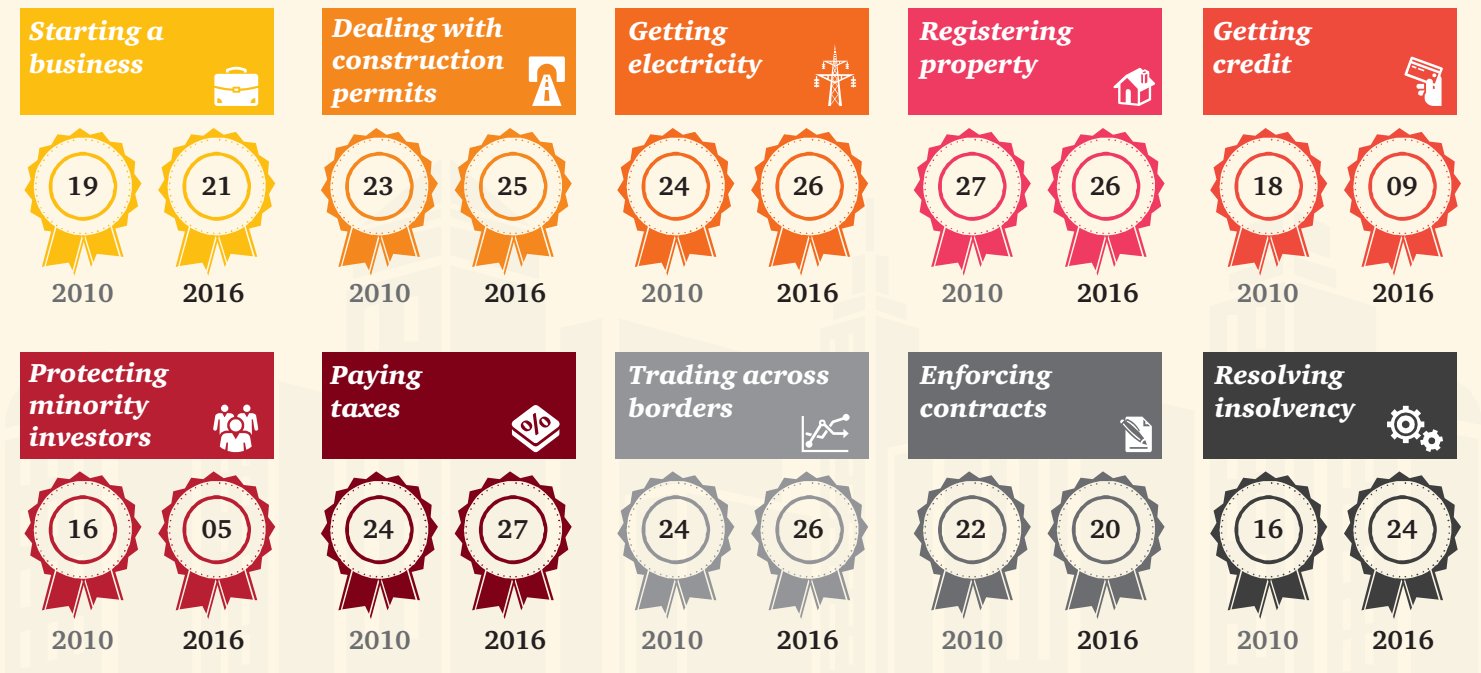 Starting a
business
19
21
2010
2016
Dealing with
construction
permits
23
25
2010
2016
Getting
electricity
24
26
2010
2016
Registering
property
27
26
2010
2016
Getting
credit
18
09
2010
2016
Protecting
minority
investors
16
05
2010
2016
Paying
taxes
%
24
27
2010
2016
Trading across
borders
24
26
2010
2016
Enforcing
contracts
22
20
2010
2016
Resolving
insolvency
16
24
2010
2016